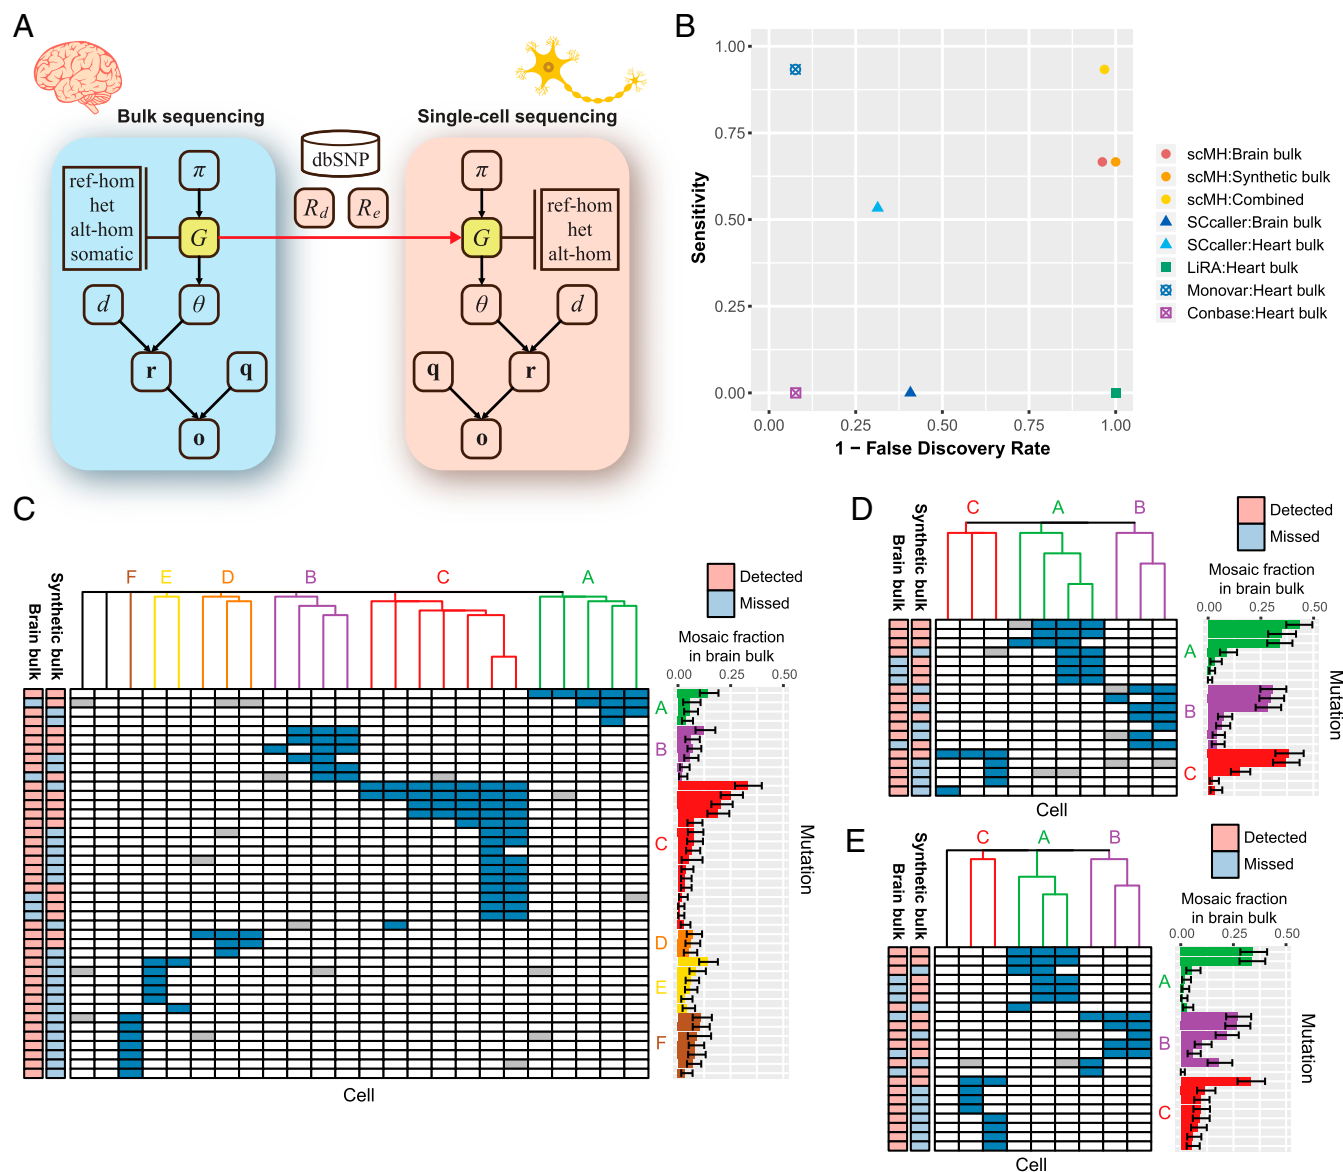 A
Bulk sequencing
Single-cell sequencing
dbSNP
R_d
R_e
ref-hom
het
alt-hom
somatic
π
G
d
θ
r
q
o
π
G
ref-hom
het
alt-hom
θ
d
q
r
o
B
Sensitivity
1.00
0.75
0.50
0.25
0.00
0.00 0.25 0.50 0.75 1.00
1 − False Discovery Rate
scMH:Brain bulk
scMH:Synthetic bulk
scMH:Combined
SCcaller:Brain bulk
SCcaller:Heart bulk
LiRA:Heart bulk
Monovar:Heart bulk
Conbase:Heart bulk
C
Synthetic bulk
Brain bulk
F E D B C A
Detected
Missed
Mosaic fraction
in brain bulk
0.00 0.25 0.50
A
B
C
D
E
F
Mutation
Cell
D
Synthetic bulk
Brain bulk
C A B
Detected
Missed
Mosaic fraction
in brain bulk
0.00 0.25 0.50
A
B
C
Mutation
Cell
E
Synthetic bulk
Brain bulk
C A B
Detected
Missed
Mosaic fraction
in brain bulk
0.00 0.25 0.50
A
B
C
Mutation
Cell